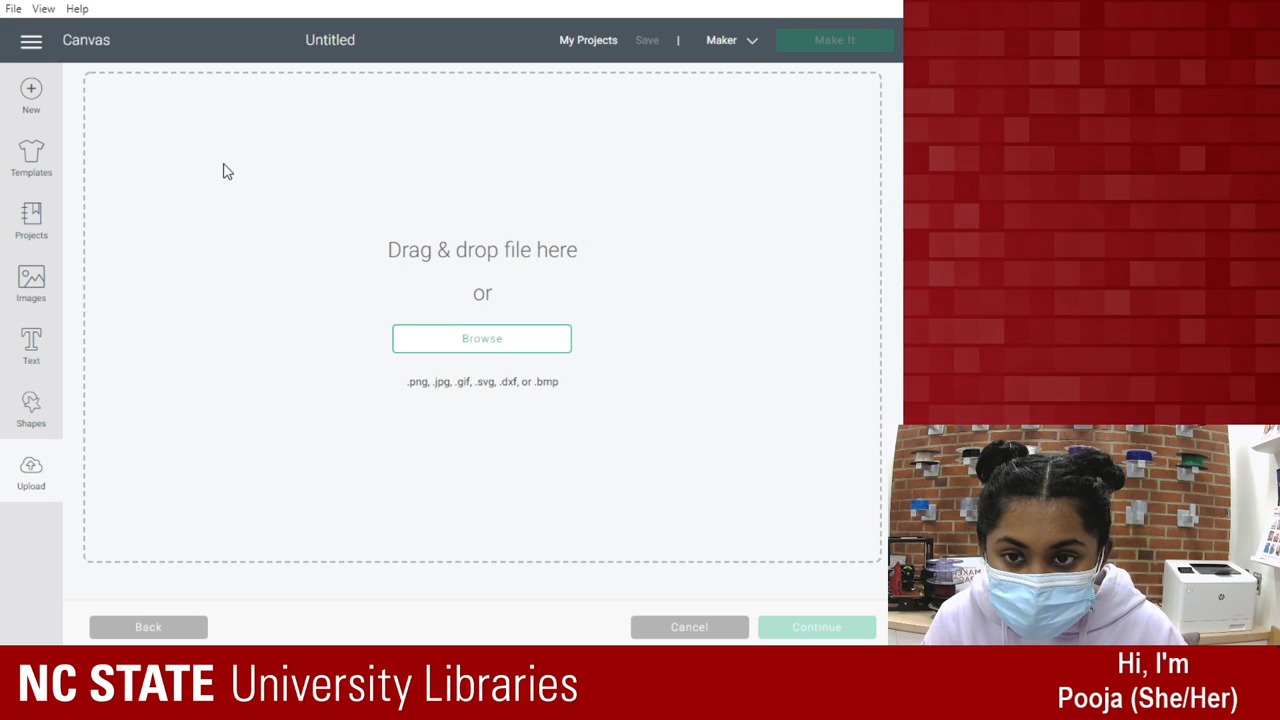 File View Help
Canvas
Untitled
My Projects Save | Maker
Make It
New
Templates
Projects
Images
Text
Shapes
Upload
Drag & drop file here
or
Browse
.png, .jpg, .gif, .svg, .dxf, or .bmp
Back
Cancel
Continue
NC STATE University Libraries
Hi, I'm
Pooja (She/Her)